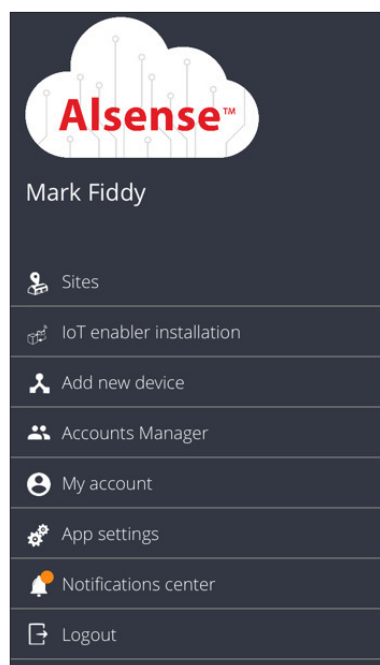 Alsense™
Mark Fiddy
Sites
IoT enabler installation
Add new device
Accounts Manager
My account
App settings
Notifications center
Logout